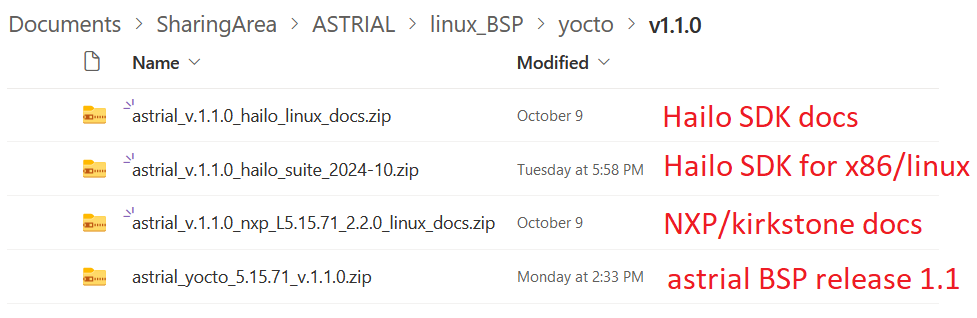 Documents > SharingArea > ASTRIAL > linux_BSP > yocto > v1.1.0
Name Modified
astrial_v.1.1.0_hailo_linux_docs.zip October 9 Hailo SDK docs
astrial_v.1.1.0_hailo_suite_2024-10.zip Tuesday at 5:58 PM Hailo SDK for x86/linux
astrial_v.1.1.0_nxp_L5.15.71_2.2.0_linux_docs.zip October 9 NXP/kirkstone docs
astrial_yocto_5.15.71_v.1.1.0.zip Monday at 2:33 PM astrial BSP release 1.1